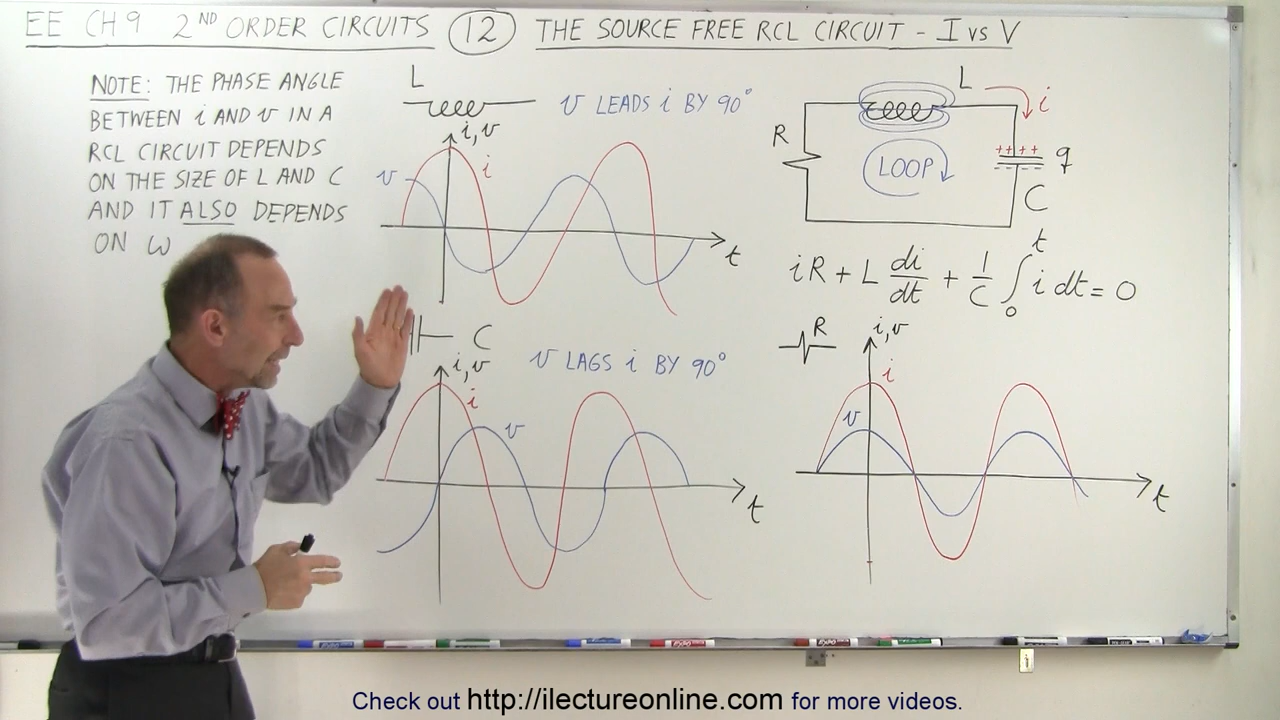 EE CH 9 2ND ORDER CIRCUITS 12 THE SOURCE FREE RCL CIRCUIT - I vs V
NOTE: THE PHASE ANGLE
BETWEEN i AND v IN A
RCL CIRCUIT DEPENDS
ON THE SIZE OF L AND C
AND IT ALSO DEPENDS
ON ω
L
v LEADS i BY 90°
i, v
v
i
t
C
v LAGS i BY 90°
i, v
i
v
t
L
i
R
LOOP
++++
----
q
C
iR + L di/dt + 1/C ∫₀ᵗ i dt = 0
R
i, v
i
v
t
Check out http://ilectureonline.com for more videos.